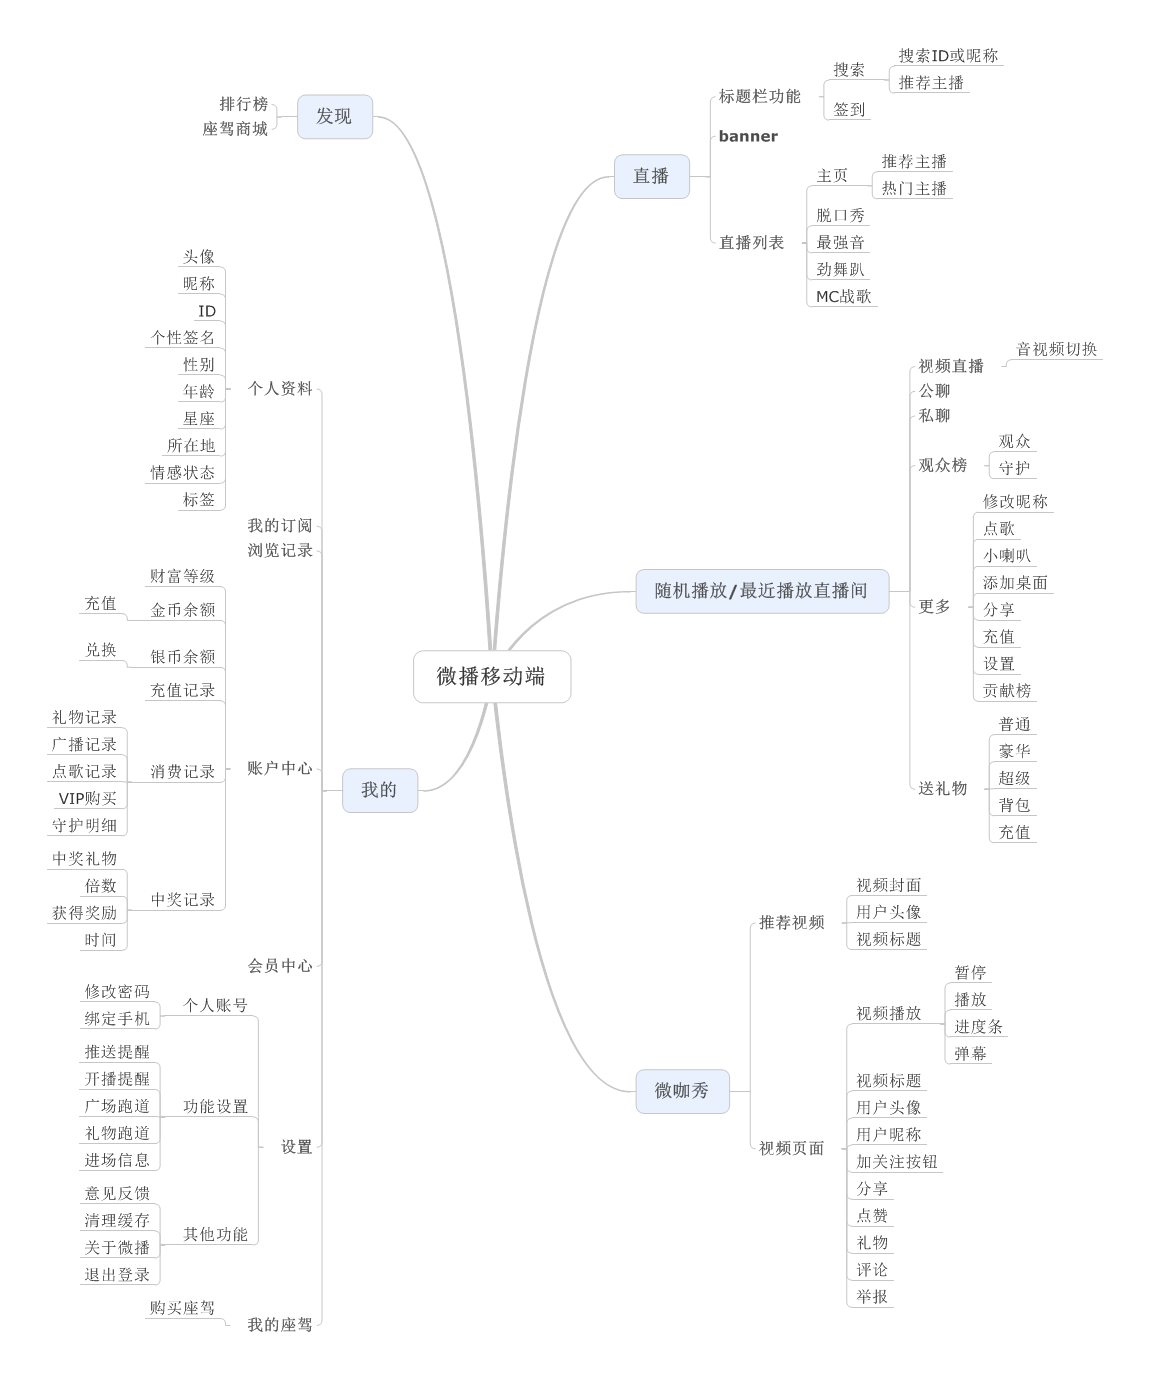 微播移动端
直播
标题栏功能
搜索
搜索ID或昵称
推荐主播
签到
banner
直播列表
主页
推荐主播
热门主播
脱口秀
最强音
劲舞趴
MC战歌
随机播放/最近播放直播间
视频直播
音视频切换
公聊
私聊
观众榜
观众
守护
更多
修改昵称
点歌
小喇叭
添加桌面
分享
充值
设置
贡献榜
送礼物
普通
豪华
超级
背包
充值
微咖秀
推荐视频
视频封面
用户头像
视频标题
视频页面
视频播放
暂停
播放
进度条
弹幕
视频标题
用户头像
用户昵称
加关注按钮
分享
点赞
礼物
评论
举报
发现
排行榜
座驾商城
我的
个人资料
头像
昵称
ID
个性签名
性别
年龄
星座
所在地
情感状态
标签
我的订阅
浏览记录
账户中心
财富等级
金币余额
充值
银币余额
兑换
充值记录
消费记录
礼物记录
广播记录
点歌记录
VIP购买
守护明细
中奖记录
中奖礼物
倍数
获得奖励
时间
会员中心
设置
个人账号
修改密码
绑定手机
功能设置
推送提醒
开播提醒
广场跑道
礼物跑道
进场信息
其他功能
意见反馈
清理缓存
关于微播
退出登录
我的座驾
购买座驾